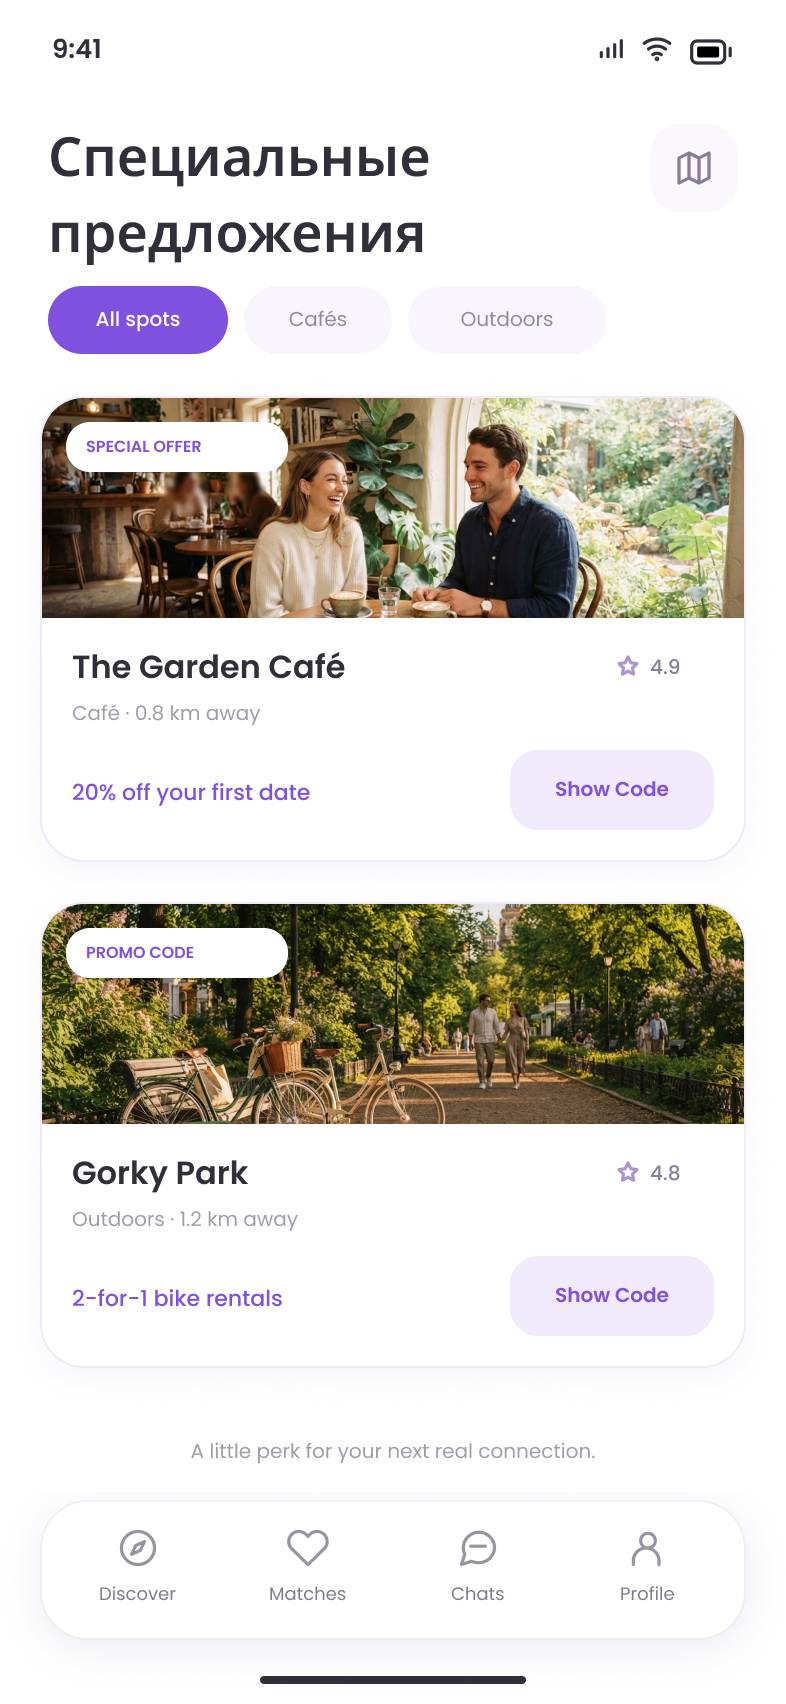 9:41
Специальные
предложения
All spots
Cafés
Outdoors
SPECIAL OFFER
The Garden Café
4.9
Café · 0.8 km away
20% off your first date
Show Code
PROMO CODE
Gorky Park
4.8
Outdoors · 1.2 km away
2-for-1 bike rentals
Show Code
A little perk for your next real connection.
Discover
Matches
Chats
Profile